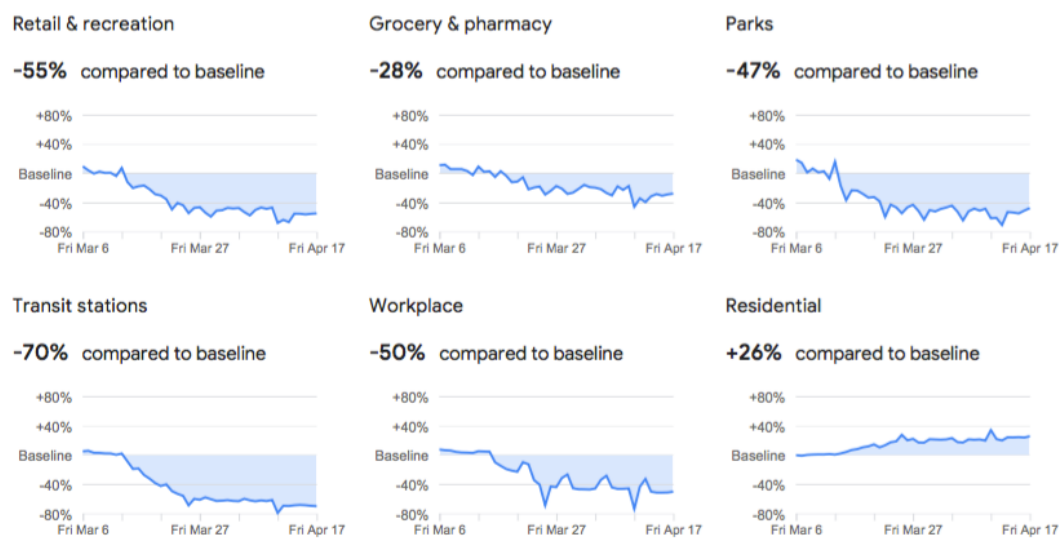 Retail & recreation
-55% compared to baseline
+80%
+40%
Baseline
-40%
-80%
Fri Mar 6 Fri Mar 27 Fri Apr 17
Grocery & pharmacy
-28% compared to baseline
+80%
+40%
Baseline
-40%
-80%
Fri Mar 6 Fri Mar 27 Fri Apr 17
Parks
-47% compared to baseline
+80%
+40%
Baseline
-40%
-80%
Fri Mar 6 Fri Mar 27 Fri Apr 17
Transit stations
-70% compared to baseline
+80%
+40%
Baseline
-40%
-80%
Fri Mar 6 Fri Mar 27 Fri Apr 17
Workplace
-50% compared to baseline
+80%
+40%
Baseline
-40%
-80%
Fri Mar 6 Fri Mar 27 Fri Apr 17
Residential
+26% compared to baseline
+80%
+40%
Baseline
-40%
-80%
Fri Mar 6 Fri Mar 27 Fri Apr 17